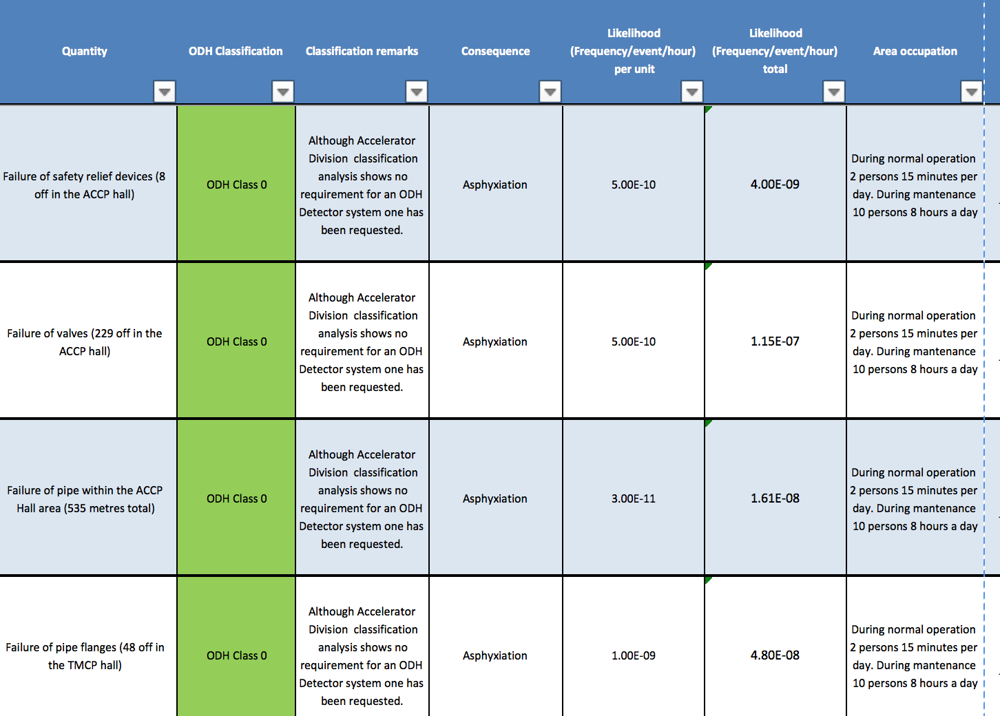 Quantity
ODH Classification
Classification remarks
Consequence
Likelihood
(Frequency/event/hour)
per unit
Likelihood
(Frequency/event/hour)
total
Area occupation
Failure of safety relief devices (8
off in the ACCP hall)
ODH Class 0
Although Accelerator
Division  classification
analysis shows no
requirement for an ODH
Detector system one has
been requested.
Asphyxiation
5.00E-10
4.00E-09
During normal operation
2 persons 15 minutes per
day. During mantenance
10 persons 8 hours a day
Failure of valves (229 off in the
ACCP hall)
ODH Class 0
Although Accelerator
Division  classification
analysis shows no
requirement for an ODH
Detector system one has
been requested.
Asphyxiation
5.00E-10
1.15E-07
During normal operation
2 persons 15 minutes per
day. During mantenance
10 persons 8 hours a day
Failure of pipe within the ACCP
Hall area (535 metres total)
ODH Class 0
Although Accelerator
Division  classification
analysis shows no
requirement for an ODH
Detector system one has
been requested.
Asphyxiation
3.00E-11
1.61E-08
During normal operation
2 persons 15 minutes per
day. During mantenance
10 persons 8 hours a day
Failure of pipe flanges (48 off in
the TMCP hall)
ODH Class 0
Although Accelerator
Division  classification
analysis shows no
requirement for an ODH
Detector system one has
been requested.
Asphyxiation
1.00E-09
4.80E-08
During normal operation
2 persons 15 minutes per
day. During mantenance
10 persons 8 hours a day